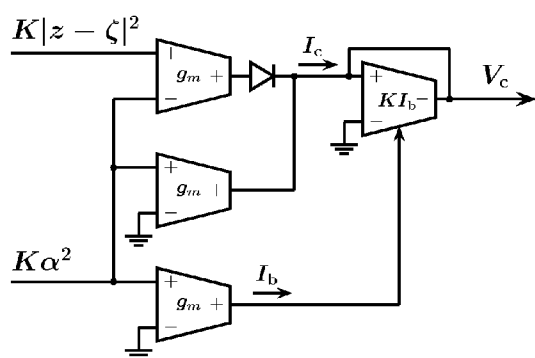 K|z − ζ|²
I_c
+
g_m +
−
+
KI_b −
−
V_c
+
g_m +
−
Kα²
+
g_m +
−
I_b